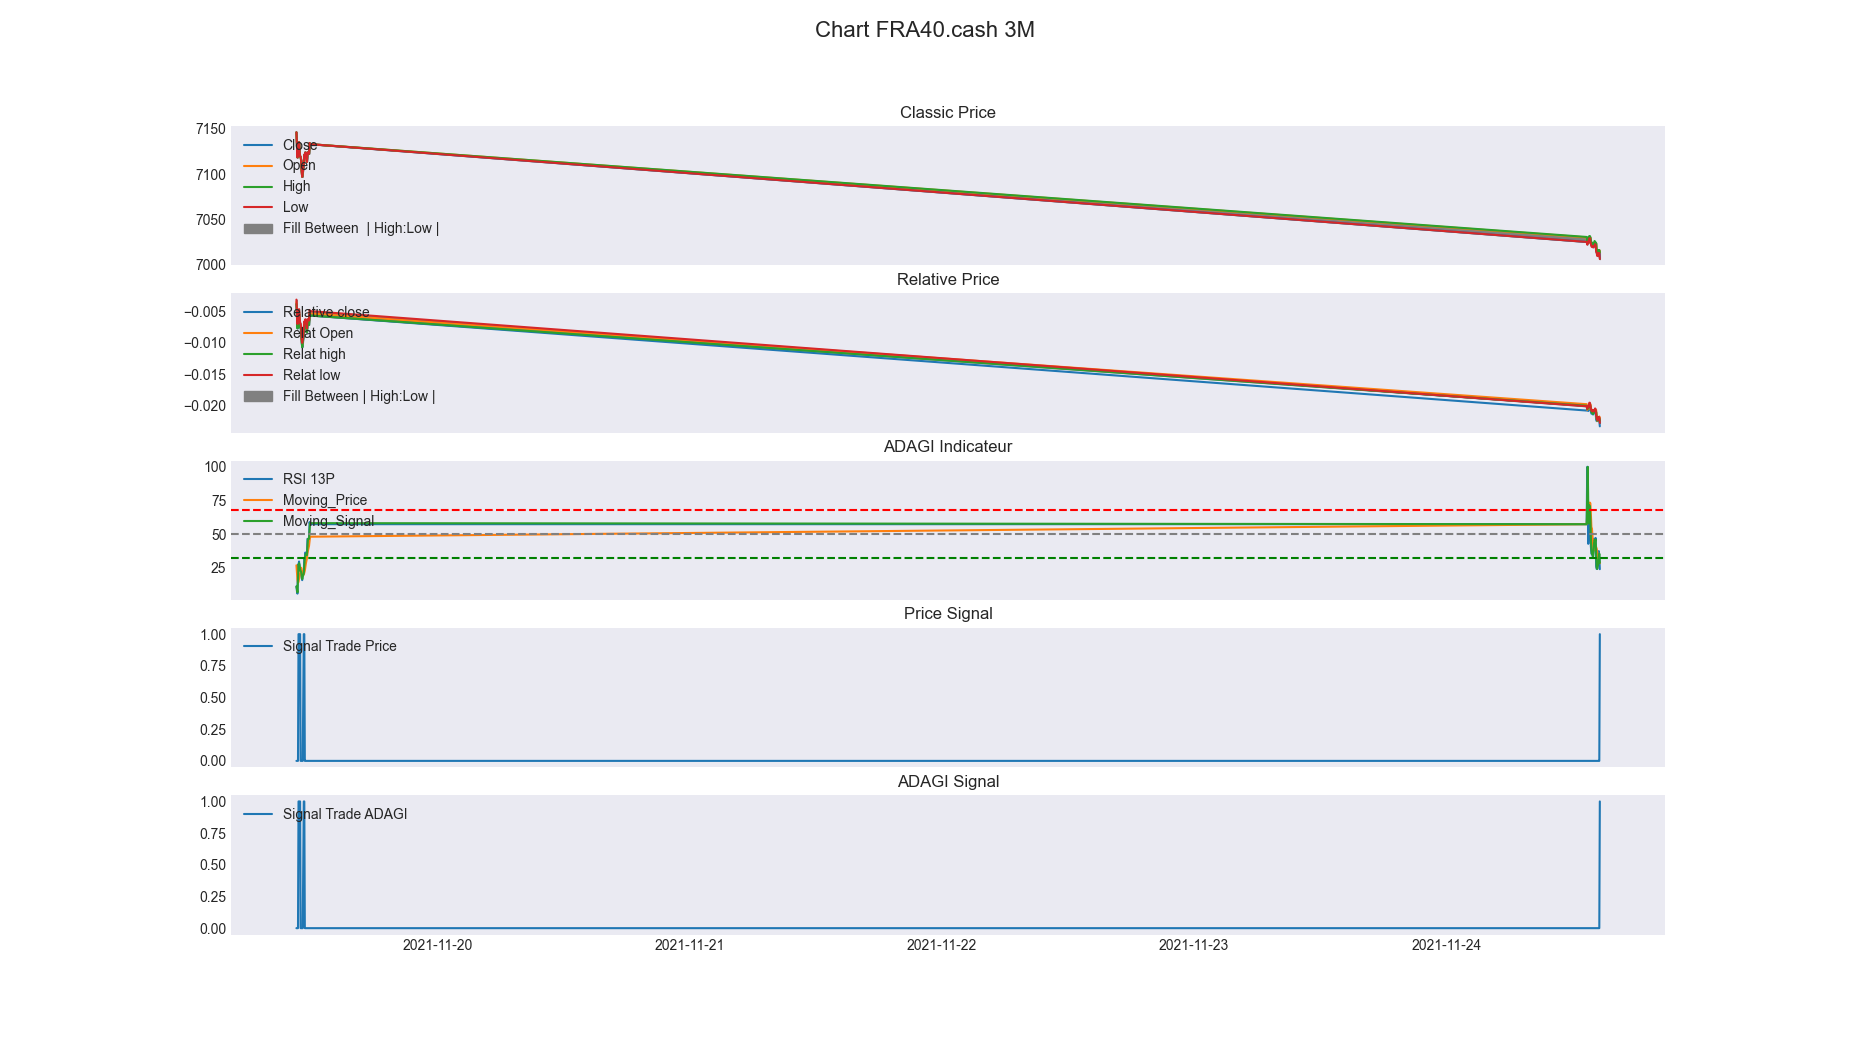 Chart FRA40.cash 3M
Classic Price
7150
7100
7050
7000
Close
Open
High
Low
Fill Between | High:Low |
Relative Price
−0.005
−0.010
−0.015
−0.020
Relative close
Relat Open
Relat high
Relat low
Fill Between | High:Low |
ADAGI Indicateur
100
75
50
25
RSI 13P
Moving_Price
Moving_Signal
Price Signal
1.00
0.75
0.50
0.25
0.00
Signal Trade Price
ADAGI Signal
1.00
0.75
0.50
0.25
0.00
Signal Trade ADAGI
2021-11-20
2021-11-21
2021-11-22
2021-11-23
2021-11-24